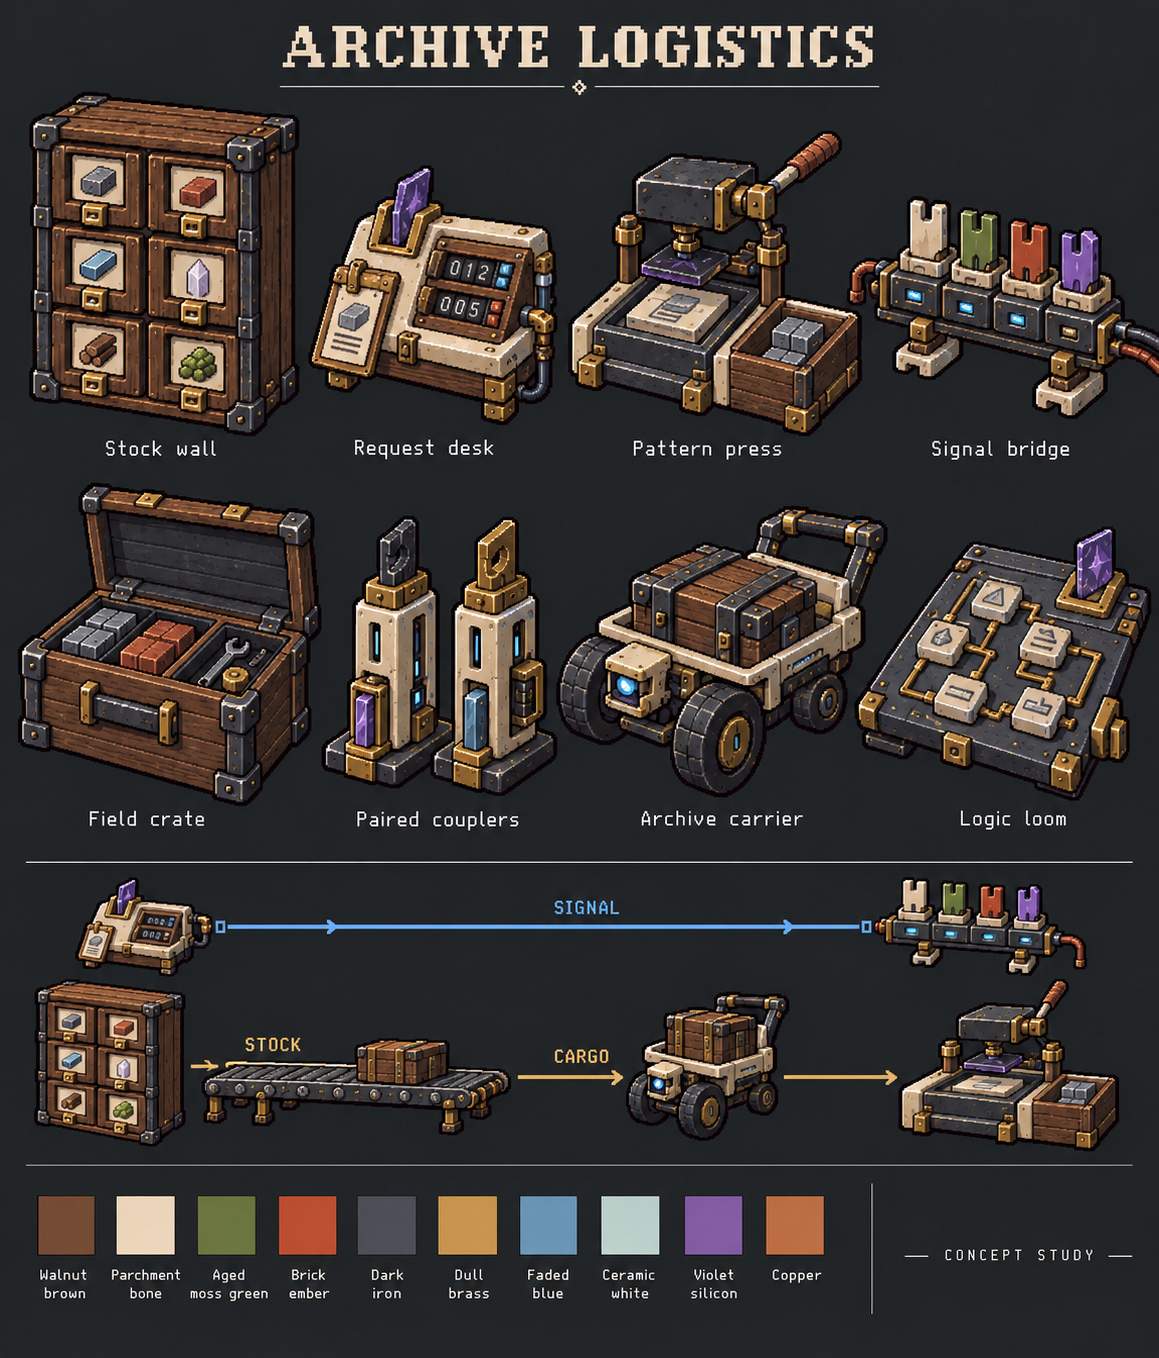 ARCHIVE LOGISTICS
012
005
Stock wall
Request desk
Pattern press
Signal bridge
Field crate
Paired couplers
Archive carrier
Logic loom
SIGNAL
STOCK
CARGO
Walnut
brown
Parchment
bone
Aged
moss green
Brick
ember
Dark
iron
Dull
brass
Faded
blue
Ceramic
white
Violet
silicon
Copper
CONCEPT STUDY